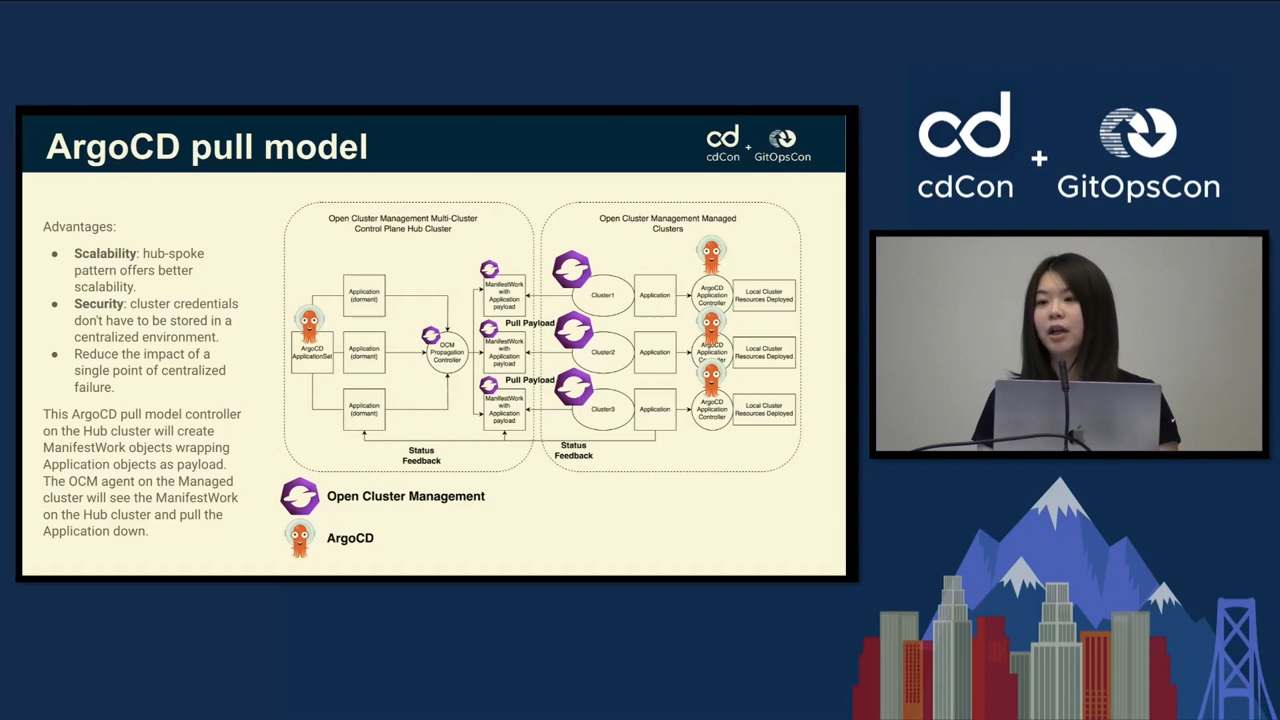 ArgoCD pull model
cd
cdCon
+
GitOpsCon
Advantages:
● Scalability: hub-spoke
pattern offers better
scalability.
● Security: cluster credentials
don't have to be stored in a
centralized environment.
● Reduce the impact of a
single point of centralized
failure.
This ArgoCD pull model controller
on the Hub cluster will create
ManifestWork objects wrapping
Application objects as payload.
The OCM agent on the Managed
cluster will see the ManifestWork
on the Hub cluster and pull the
Application down.
Open Cluster Management Multi-Cluster
Control Plane Hub Cluster
ArgoCD
ApplicationSet
Application
(dormant)
Application
(dormant)
Application
(dormant)
OCM
Propagation
Controller
ManifestWork
with
Application
payload
Pull Payload
ManifestWork
with
Application
payload
Pull Payload
ManifestWork
with
Application
payload
Status
Feedback
Open Cluster Management Managed
Clusters
Cluster1
Application
ArgoCD
Application
Controller
Local Cluster
Resources Deployed
Cluster2
Application
ArgoCD
Application
Controller
Local Cluster
Resources Deployed
Cluster3
Application
ArgoCD
Application
Controller
Local Cluster
Resources Deployed
Status
Feedback
Open Cluster Management
ArgoCD
cd
cdCon
+
GitOpsCon